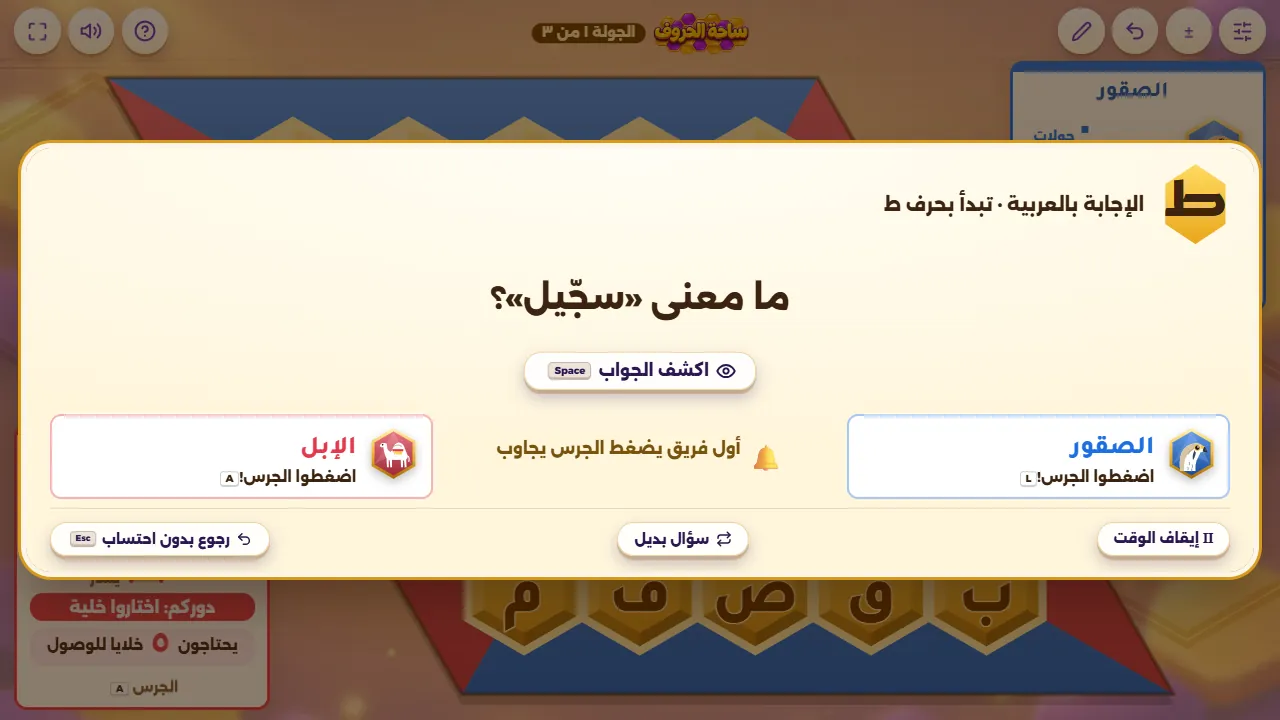 ساحة الحروف
الجولة ١ من ٣
±
الصقور
جولات
ط
الإجابة بالعربية · تبدأ بحرف ط
ما معنى «سجّيل»؟
اكشف الجواب Space
الصقور
اضغطوا الجرس! L
أول فريق يضغط الجرس يجاوب
الإبل
اضغطوا الجرس! A
إيقاف الوقت
سؤال بديل
رجوع بدون احتساب Esc
ب ق ص ف م
دوركم: اختاروا خلية
يحتاجون ٥ خلايا للوصول
الجرس A